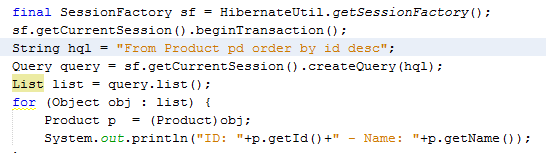 final SessionFactory sf = HibernateUtil.getSessionFactory();
sf.getCurrentSession().beginTransaction();
String hql = "From Product pd order by id desc";
Query query = sf.getCurrentSession().createQuery(hql);
List list = query.list();
for (Object obj : list) {
Product p  = (Product)obj;
System.out.println("ID: "+p.getId()+" - Name: "+p.getName());